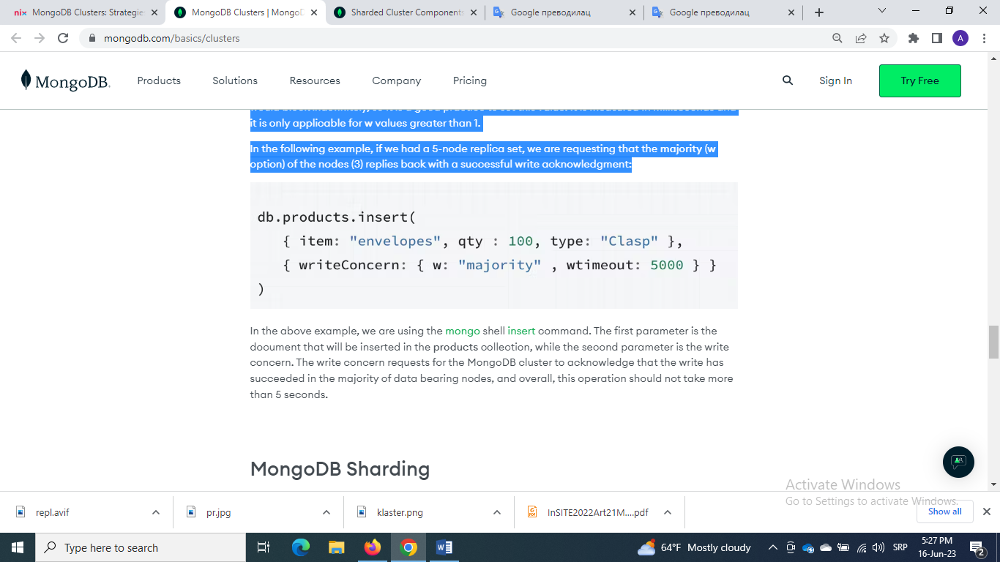 MongoDB Clusters: Strategie
MongoDB Clusters | MongoD
Sharded Cluster Components
Google преводилац
Google преводилац
mongodb.com/basics/clusters
A
MongoDB.
Products
Solutions
Resources
Company
Pricing
Sign In
Try Free
it is only applicable for w values greater than 1.
In the following example, if we had a 5-node replica set, we are requesting that the majority (w
option) of the nodes (3) replies back with a successful write acknowledgment:
db.products.insert(
{ item: "envelopes", qty : 100, type: "Clasp" },
{ writeConcern: { w: "majority" , wtimeout: 5000 } }
)
In the above example, we are using the mongo shell insert command. The first parameter is the
document that will be inserted in the products collection, while the second parameter is the write
concern. The write concern requests for the MongoDB cluster to acknowledge that the write has
succeeded in the majority of data bearing nodes, and overall, this operation should not take more
than 5 seconds.
MongoDB Sharding
Activate Windows
Go to Settings to activate Windows.
repl.avif
pr.jpg
klaster.png
InSITE2022Art21M....pdf
Show all
Type here to search
64°F Mostly cloudy
SRP
5:27 PM
16-Jun-23
2